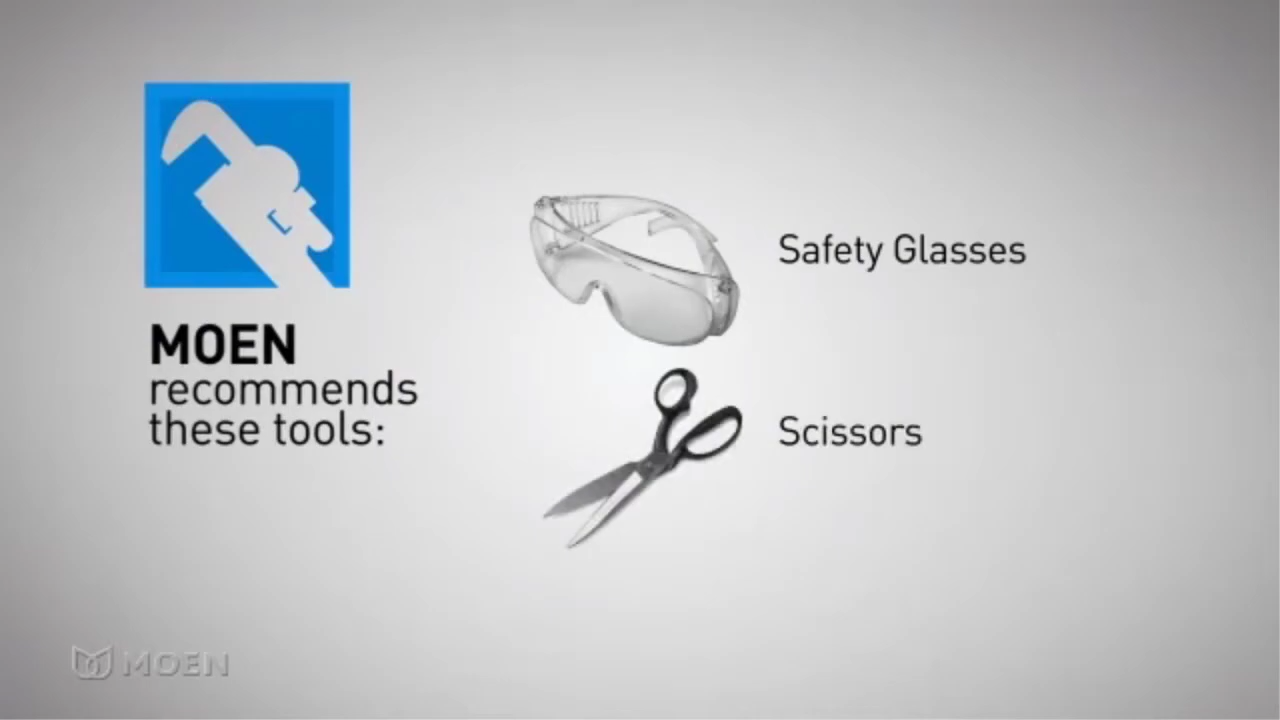 MOEN
recommends
these tools:
Safety Glasses
Scissors
MOEN